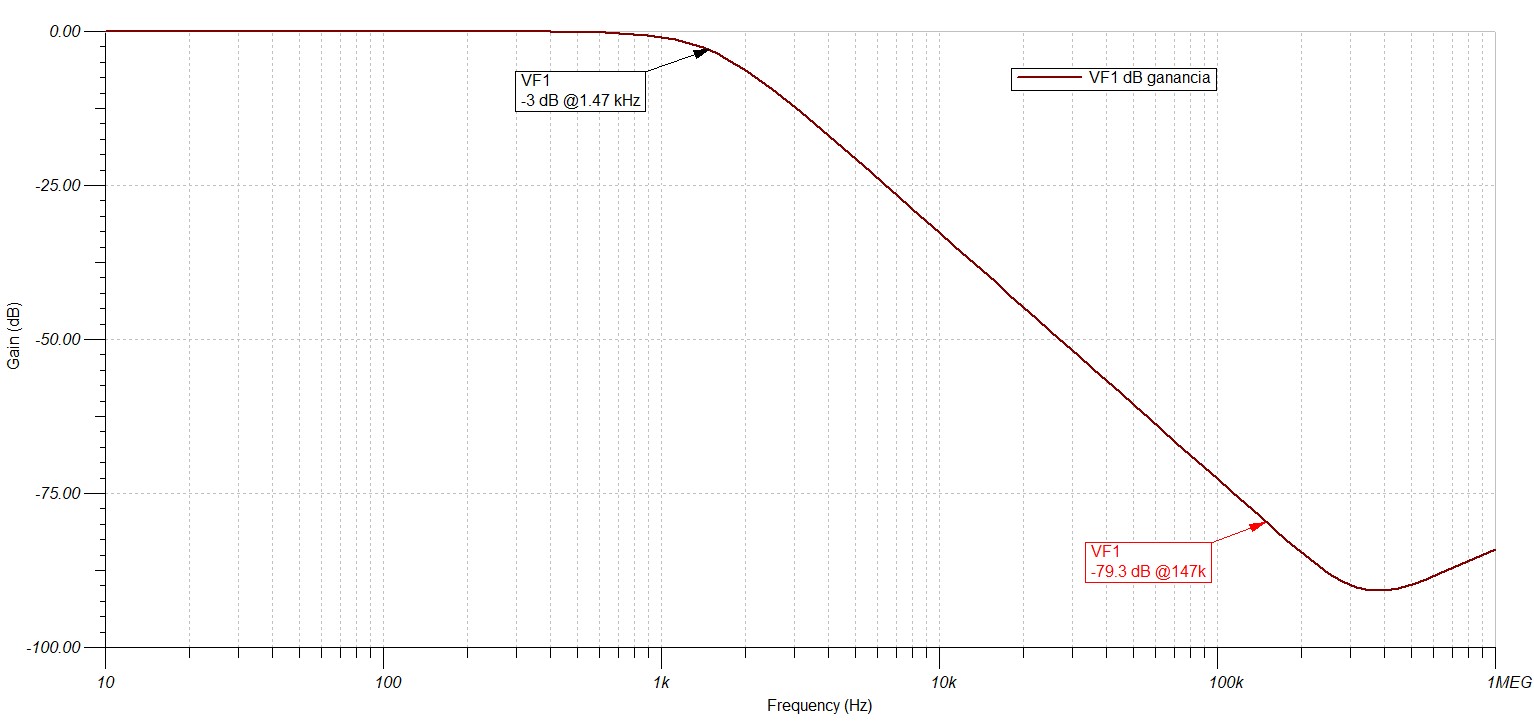 0.00
-25.00
-50.00
-75.00
-100.00
Gain (dB)
VF1
-3 dB @1.47 kHz
VF1 dB ganancia
VF1
-79.3 dB @147k
10
100
1k
10k
100k
1MEG
Frequency (Hz)